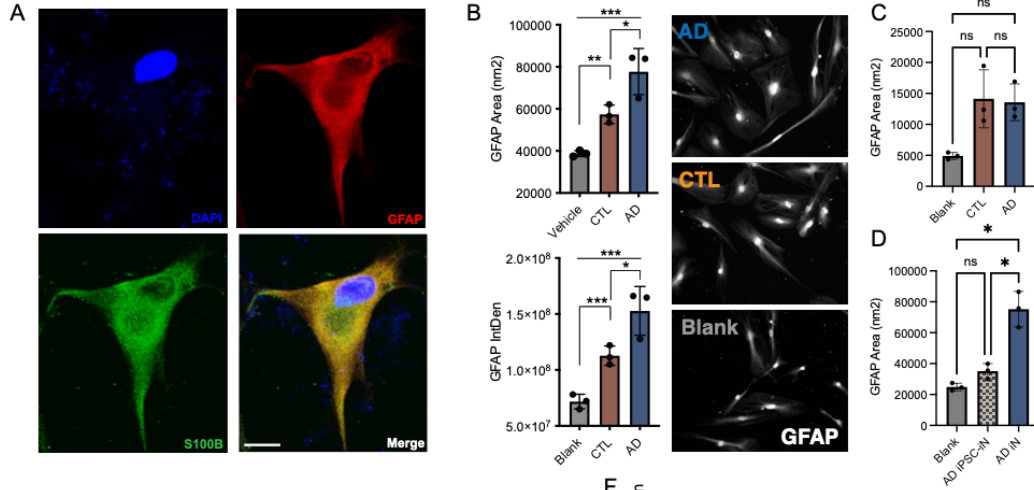 A
DAPI
GFAP
S100B
Merge
B
GFAP Area (nm2)
100000
80000
60000
40000
20000
***
*
**
Vehicle
CTL
AD
GFAP IntDen
2.0×10⁸
1.5×10⁸
1.0×10⁸
5.0×10⁷
***
*
***
Blank
CTL
AD
AD
CTL
Blank
GFAP
C
GFAP Area (nm2)
25000
20000
15000
10000
5000
0
ns
ns
ns
Blank
CTL
AD
D
GFAP Area (nm2)
100000
80000
60000
40000
20000
0
*
ns
*
Blank
AD iPSC-iN
AD iN